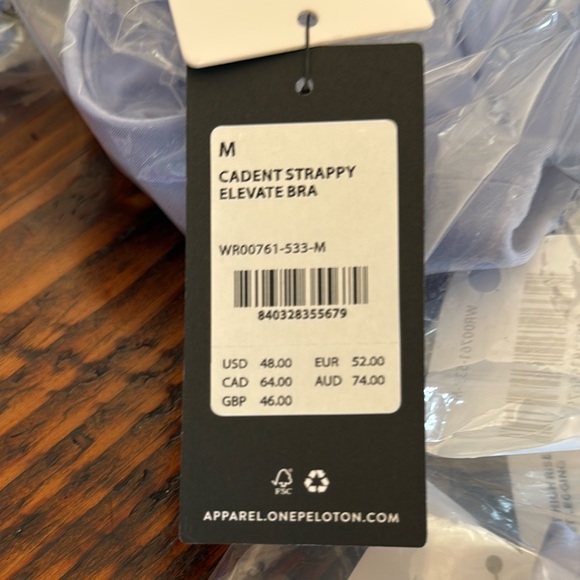 M
CADENT STRAPPY
ELEVATE BRA
WR00761-533-M
840328355679
USD 48.00 EUR 52.00
CAD 64.00 AUD 74.00
GBP 46.00
FSC
APPAREL.ONEPELOTON.COM